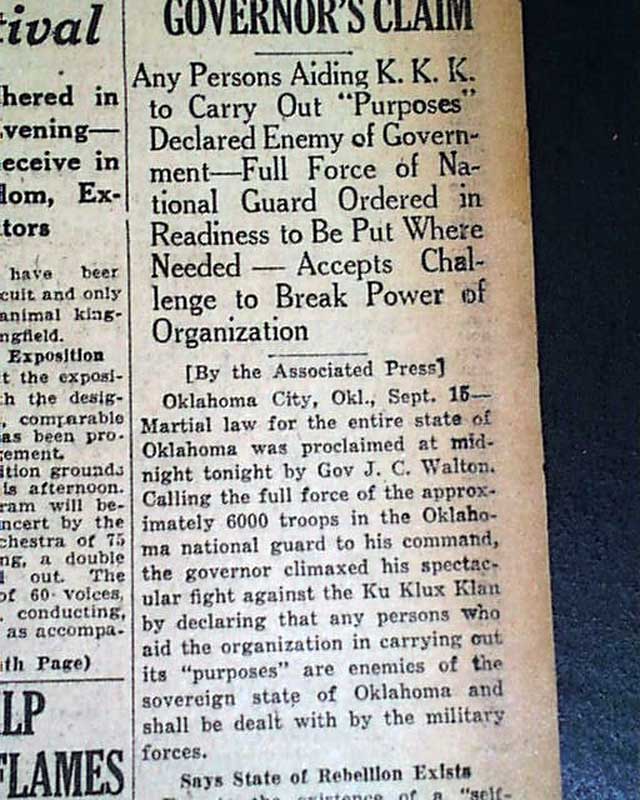 tival
hered in
vening—
eceive in
dom, Ex-
tors
have beer
cuit and only
animal king-
ngfield.
Exposition
t the exposi-
h the desig-
, comparable
as been pro-
gement.
ition grounds
is afternoon.
ram will be-
ncert by the
chestra of 75
ng, a double
out. The
of 60 voices,
. conducting,
as accompa-
th Page)
LP
FLAMES
GOVERNOR'S CLAIM
Any Persons Aiding K. K. K.
to Carry Out "Purposes"
Declared Enemy of Govern-
ment—Full Force of Na-
tional Guard Ordered in
Readiness to Be Put Where
Needed — Accepts Chal-
lenge to Break Power of
Organization
[By the Associated Press]
Oklahoma City, Okl., Sept. 15—
Martial law for the entire state of
Oklahoma was proclaimed at mid-
night tonight by Gov J. C. Walton.
Calling the full force of the approx-
imately 6000 troops in the Oklaho-
ma national guard to his command,
the governor climaxed his spectac-
ular fight against the Ku Klux Klan
by declaring that any persons who
aid the organization in carrying out
its "purposes" are enemies of the
sovereign state of Oklahoma and
shall be dealt with by the military
forces.
Says State of Rebellion Exists
the existence of a "self-